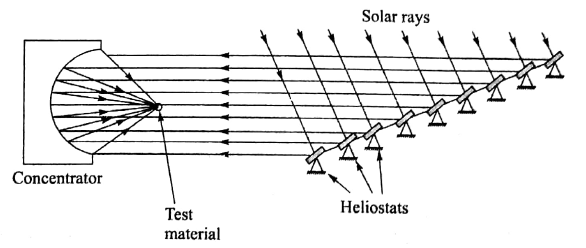 Solar rays
Concentrator
Test
material
Heliostats